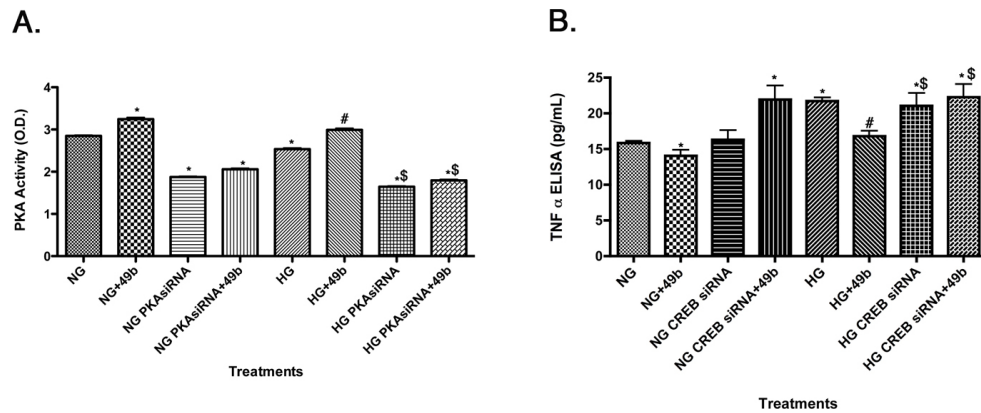 A.
PKA Activity (O.D.)
4
3
2
1
0
*
*
*
*
#
*$
*$
NG
NG+49b
NG PKAsiRNA
NG PKAsiRNA+49b
HG
HG+49b
HG PKAsiRNA
HG PKAsiRNA+49b
Treatments
B.
TNF α ELISA (pg/mL)
25
20
15
10
5
0
*
*
*
#
*$
*$
NG
NG+49b
NG CREB siRNA
NG CREB siRNA+49b
HG
HG+49b
HG CREB siRNA
HG CREB siRNA+49b
Treatments